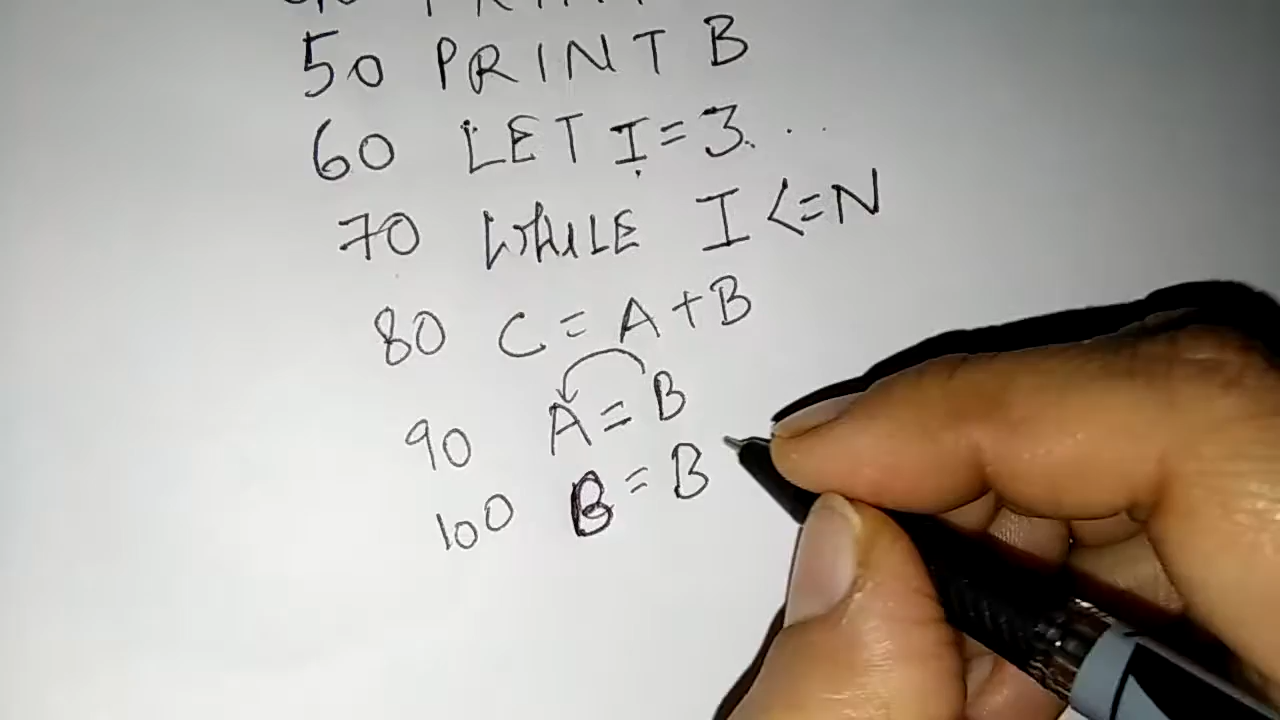 50 PRINT B
60 LET I=3...
70 WHILE I <=N
80 C = A+B
90 A = B
100 B = B